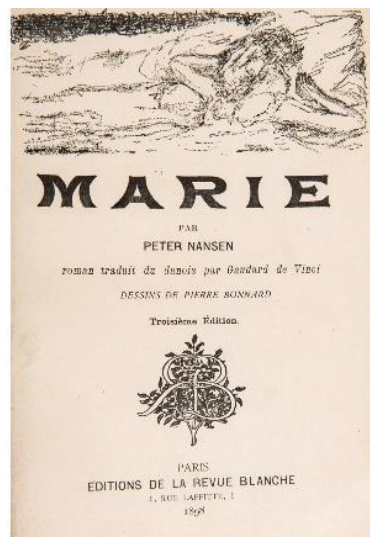 MARIE
PAR
PETER NANSEN
roman traduit du danois par Gaudard de Vinci
DESSINS DE PIERRE BONNARD
Troisième Édition.
RB
PARIS
EDITIONS DE LA REVUE BLANCHE
1, RUE LAFFITTE, 1
1898